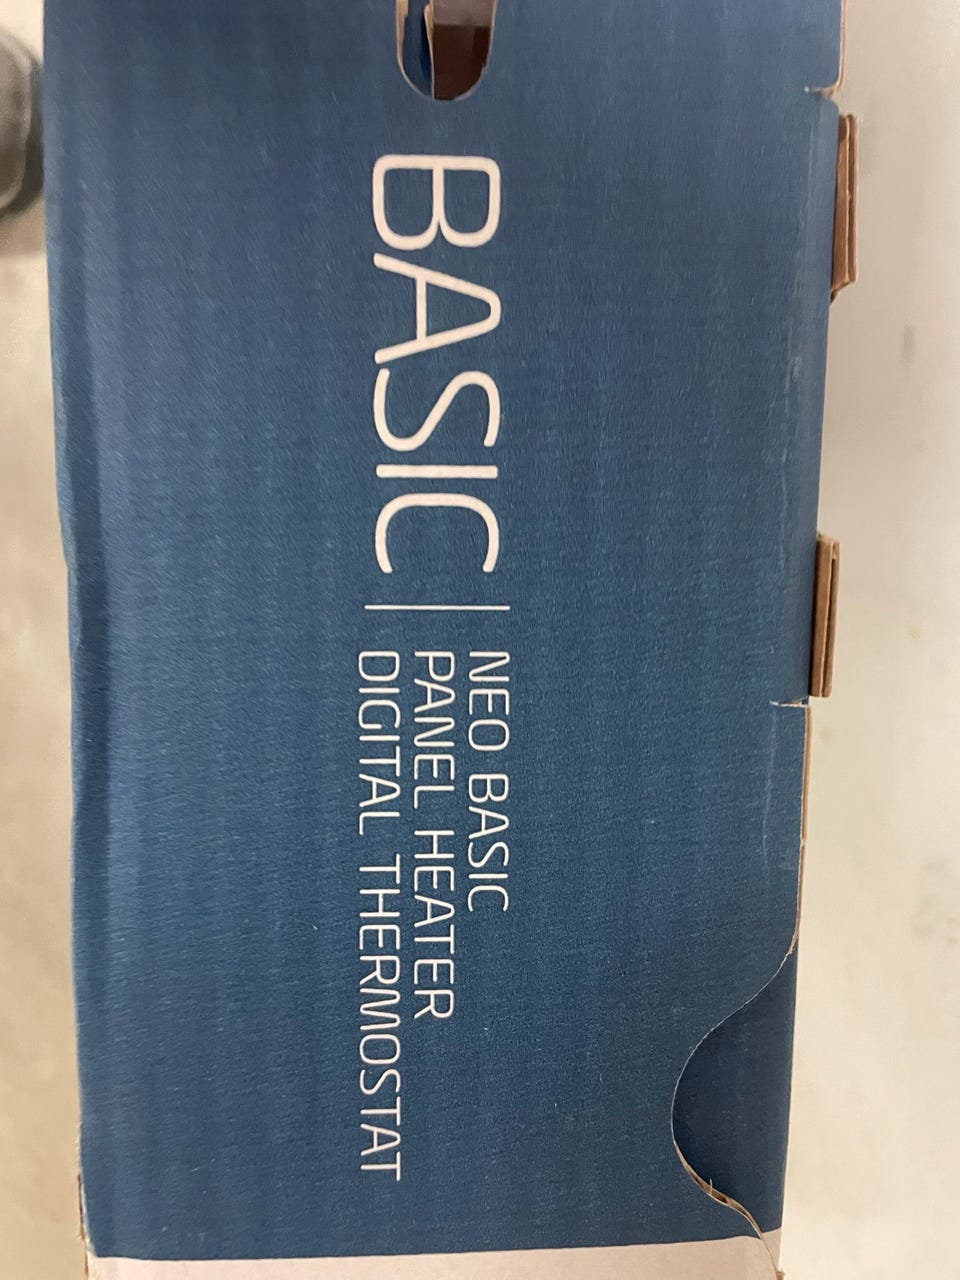 BASIC
NEO BASIC
PANEL HEATER
DIGITAL THERMOSTAT